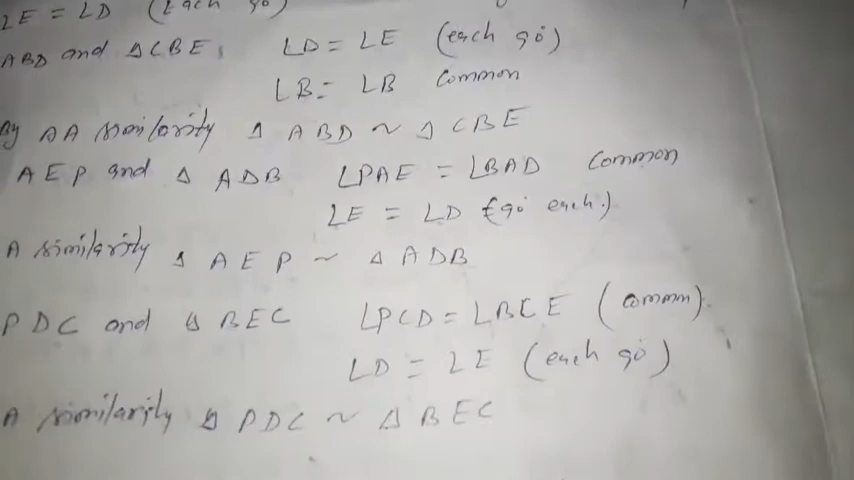 ∠E = ∠D (Each 90°)
ABD and ΔCBE, ∠D = ∠E (each 90°)
∠B = ∠B common
By AA similarity Δ ABD ~ Δ CBE
AEP and Δ ADB ∠PAE = ∠BAD common
∠E = ∠D (90° each.)
A similarity Δ AEP ~ Δ ADB
PDC and Δ BEC ∠PCD = ∠BCE (common).
∠D = ∠E (each 90°)
A similarity Δ PDC ~ Δ BEC